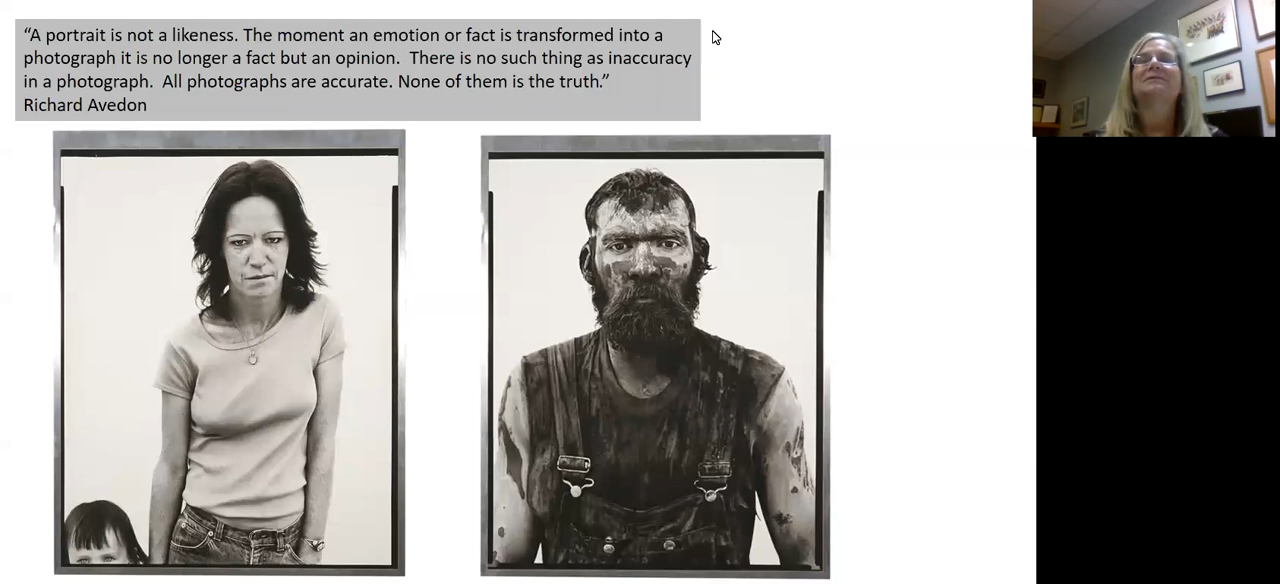 “A portrait is not a likeness. The moment an emotion or fact is transformed into a
photograph it is no longer a fact but an opinion.  There is no such thing as inaccuracy
in a photograph.  All photographs are accurate. None of them is the truth.”
Richard Avedon